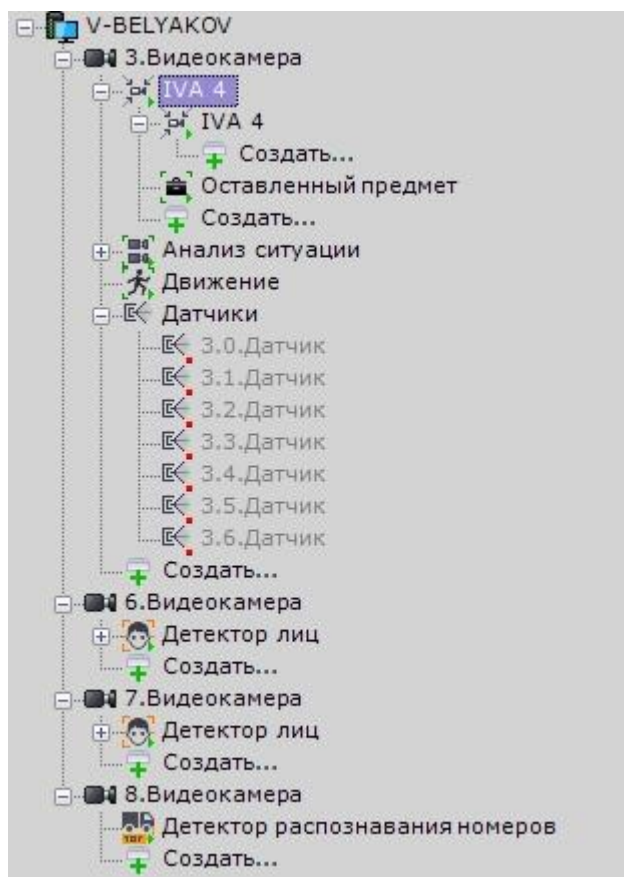 V-BELYAKOV
3.Видеокамера
IVA 4
IVA 4
Создать...
Оставленный предмет
Создать...
Анализ ситуации
Движение
Датчики
3.0.Датчик
3.1.Датчик
3.2.Датчик
3.3.Датчик
3.4.Датчик
3.5.Датчик
3.6.Датчик
Создать...
6.Видеокамера
Детектор лиц
Создать...
7.Видеокамера
Детектор лиц
Создать...
8.Видеокамера
Детектор распознавания номеров
Создать...